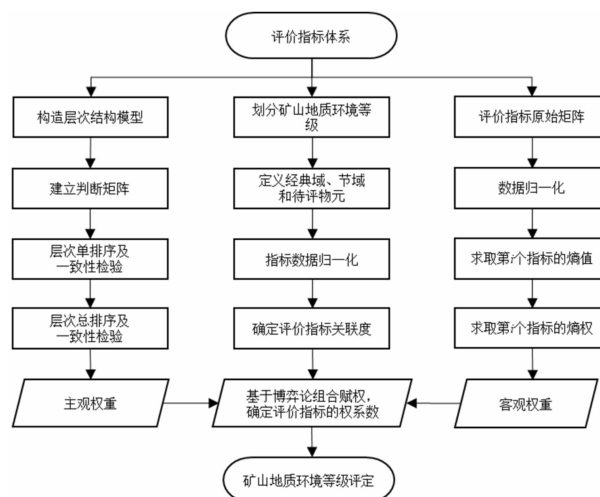 评价指标体系
构造层次结构模型
建立判断矩阵
层次单排序及
一致性检验
层次总排序及
一致性检验
主观权重
划分矿山地质环境等
级
定义经典域、节域
和待评物元
指标数据归一化
确定评价指标关联度
基于博弈论组合赋权，
确定评价指标的权系数
评价指标原始矩阵
数据归一化
求取第i个指标的熵值
求取第i个指标的熵权
客观权重
矿山地质环境等级评定